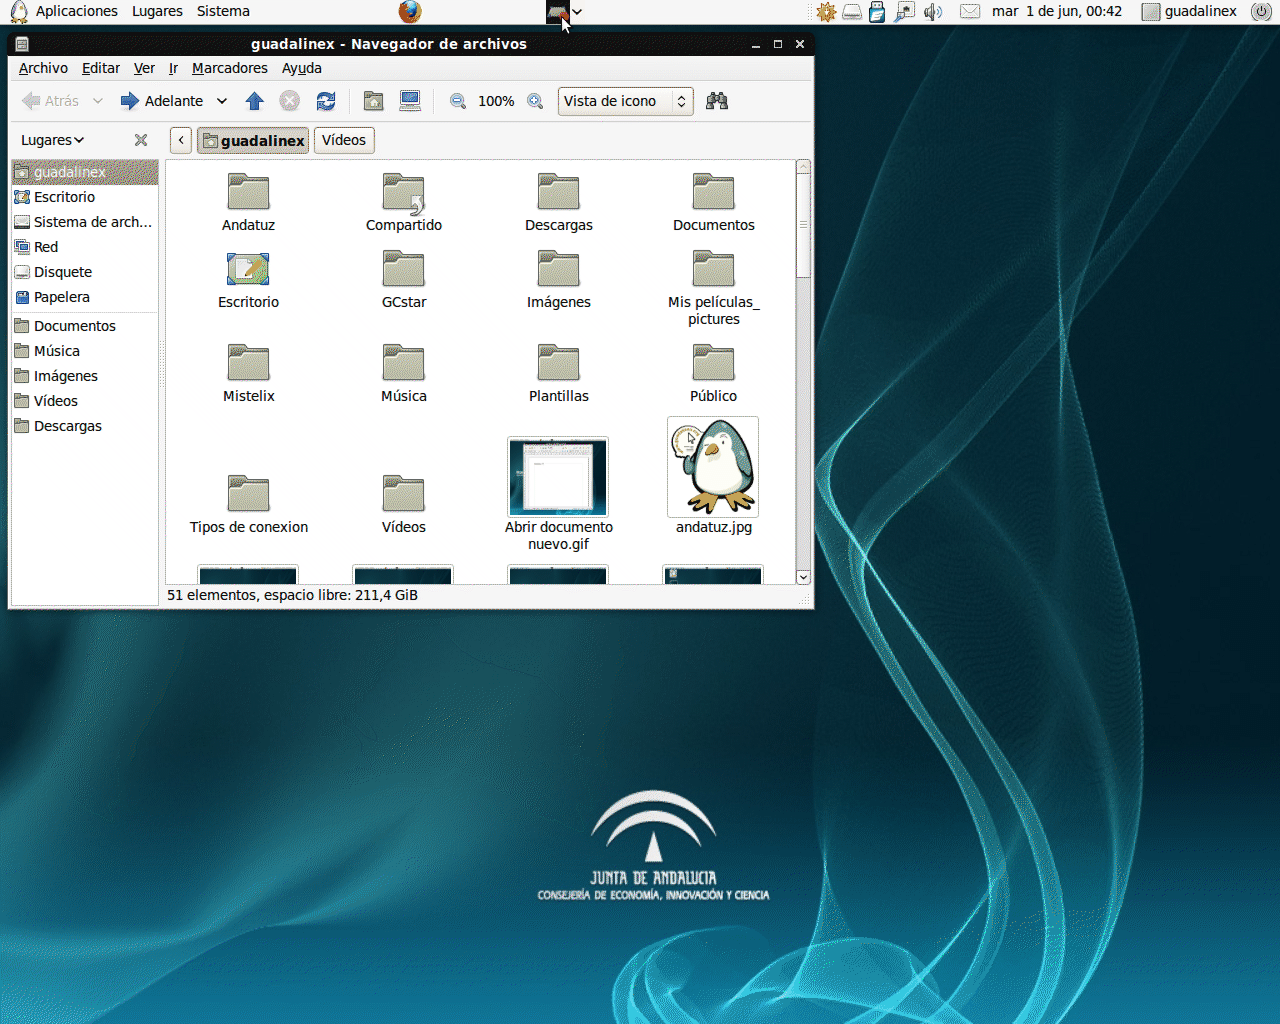 Aplicaciones Lugares Sistema mar 1 de jun, 00:42 guadalinex
guadalinex - Navegador de archivos
Archivo Editar Ver Ir Marcadores Ayuda
Atrás Adelante 100% Vista de icono
Lugares guadalinex Vídeos
guadalinex
Escritorio
Sistema de arch...
Red
Disquete
Papelera
Documentos
Música
Imágenes
Vídeos
Descargas
Andatuz Compartido Descargas Documentos
Escritorio GCstar Imágenes Mis películas_
pictures
Mistelix Música Plantillas Público
Tipos de conexion Vídeos Abrir documento andatuz.jpg
nuevo.gif
51 elementos, espacio libre: 211,4 GiB
JUNTA DE ANDALUCIA
CONSEJERÍA DE ECONOMÍA, INNOVACIÓN Y CIENCIA